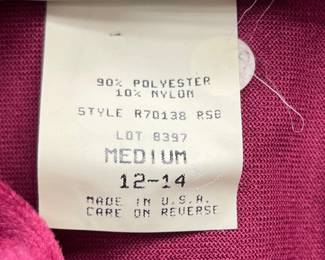 90% POLYESTER
10% NYLON
STYLE R70138 RSB
LOT 8397
MEDIUM
12-14
MADE IN U.S.A.
CARE ON REVERSE